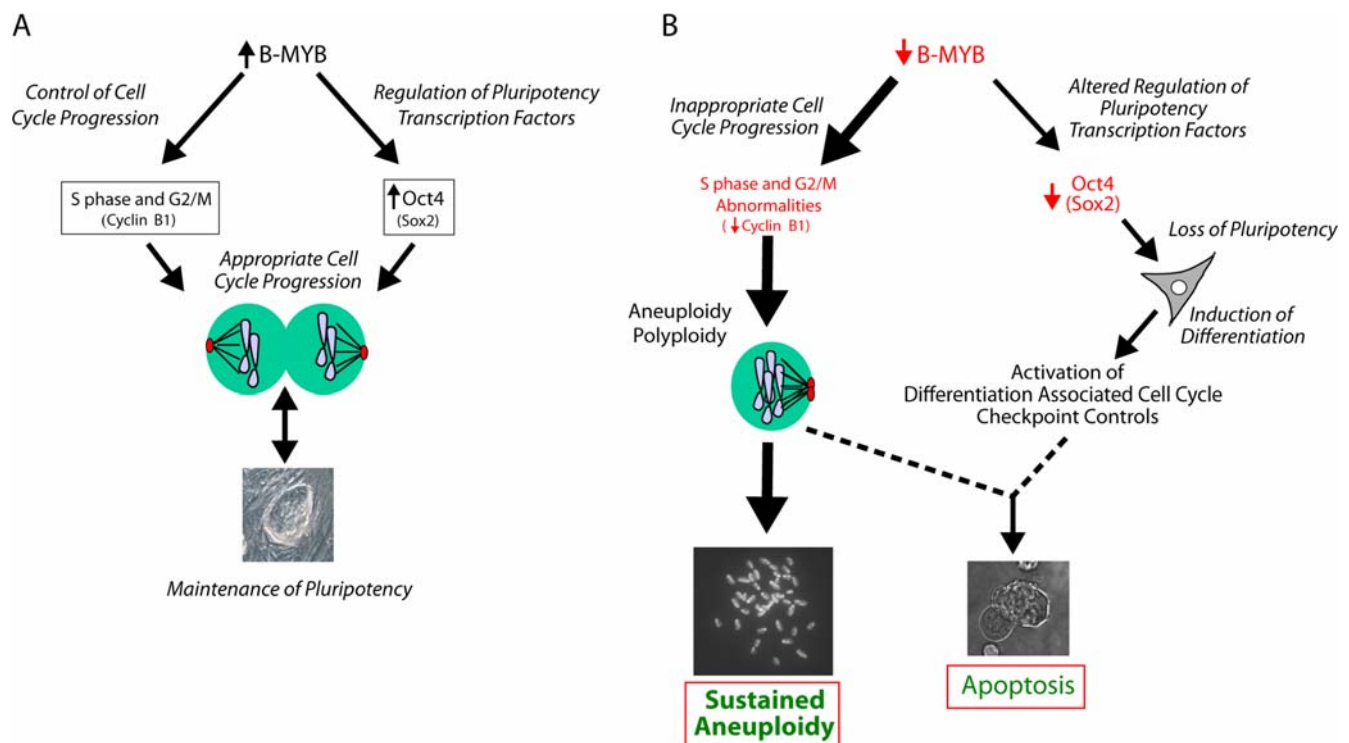 A
↑ B-MYB
Control of Cell
Cycle Progression
Regulation of Pluripotency
Transcription Factors
S phase and G2/M
(Cyclin B1)
↑ Oct4
(Sox2)
Appropriate Cell
Cycle Progression
Maintenance of Pluripotency
B
↓ B-MYB
Inappropriate Cell
Cycle Progression
Altered Regulation of
Pluripotency
Transcription Factors
S phase and G2/M
Abnormalities
(↓Cyclin B1)
↓ Oct4
(Sox2)
Loss of Pluripotency
Aneuploidy
Polyploidy
Induction of
Differentiation
Activation of
Differentiation Associated Cell Cycle
Checkpoint Controls
Sustained
Aneuploidy
Apoptosis